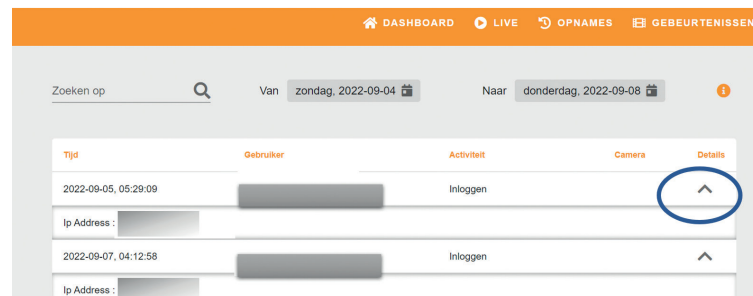 DASHBOARD LIVE OPNAMES GEBEURTENISSEN
Zoeken op Van zondag, 2022-09-04 Naar donderdag, 2022-09-08
Tijd Gebruiker Activiteit Camera Details
2022-09-05, 05:29:09 Inloggen
Ip Address :
2022-09-07, 04:12:58 Inloggen
Ip Address :